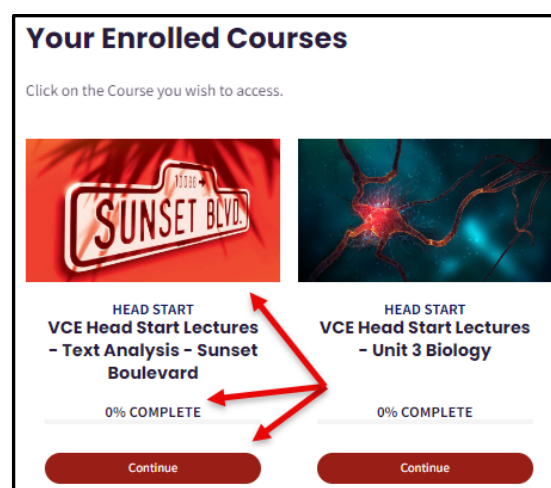 Your Enrolled Courses
Click on the Course you wish to access.
10086 →
SUNSET BLVD.
HEAD START
VCE Head Start Lectures
- Text Analysis - Sunset
Boulevard
0% COMPLETE
Continue
HEAD START
VCE Head Start Lectures
- Unit 3 Biology
0% COMPLETE
Continue